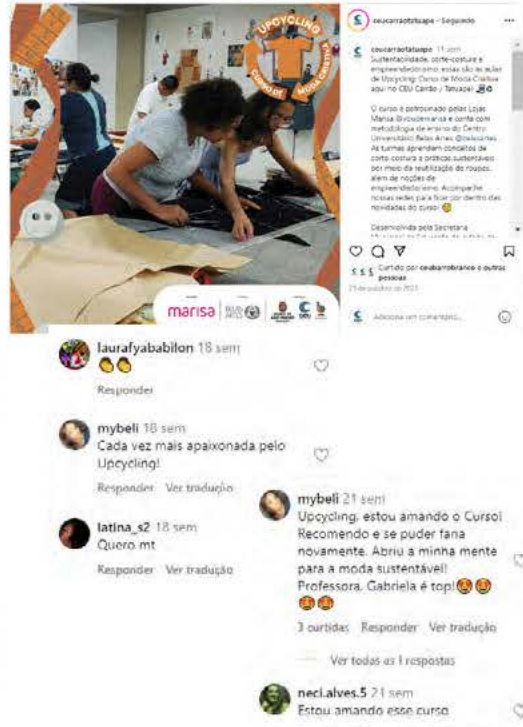 UPCYCLING
CURSO DE MODA CRIATIVA
marisa
ceucarraotatuape • Seguindo
ceucarraotatuape 11 sem
Sustentabilidade, corte-costura e
empreendedorismo, essas são as aulas
de Upcycling: Curso de Moda Criativa
aqui no CEU Carrão / Tatuapé!
O curso é patrocinado pelas Lojas
Marisa @voudemarisa e conta com
metodologia de ensino do Centro
Universitário Belas Artes @belasartes
As turmas aprendem conceitos de
corte-costura e práticas sustentáveis
por meio da reutilização de roupas,
além de noções de
empreendedorismo. Acompanhe
nossas redes para ficar por dentro das
novidades do curso! 😊
Desenvolvida pela Secretaria
Curtido por ceubarrobranco e outras
pessoas
de outubro de
Adicione um comentário...
laurafyababilon 18 sem
👏👏
Responder
mybeli 18 sem
Cada vez mais apaixonada pelo
Upcycling!
Responder Ver tradução
latina_s2 18 sem
Quero mt
Responder Ver tradução
mybeli 21 sem
Upcycling, estou amando o Curso!
Recomendo e se puder faria
novamente. Abriu a minha mente
para a moda sustentável!
Professora, Gabriela é top!🤩🤩
🤩🤩
3 curtidas Responder Ver tradução
Ver todas as 1 respostas
neci.alves.5 21 sem
Estou amando esse curso